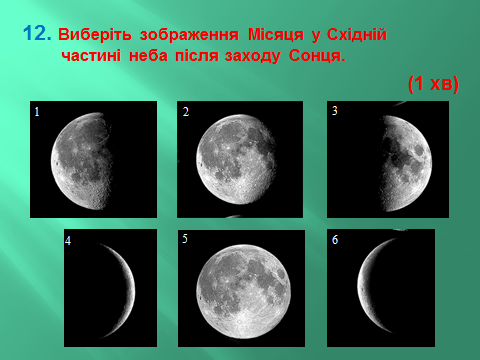 12. Виберіть зображення Місяця у Східній
частині неба після заходу Сонця.
(1 хв)
1
2
3
4
5
6